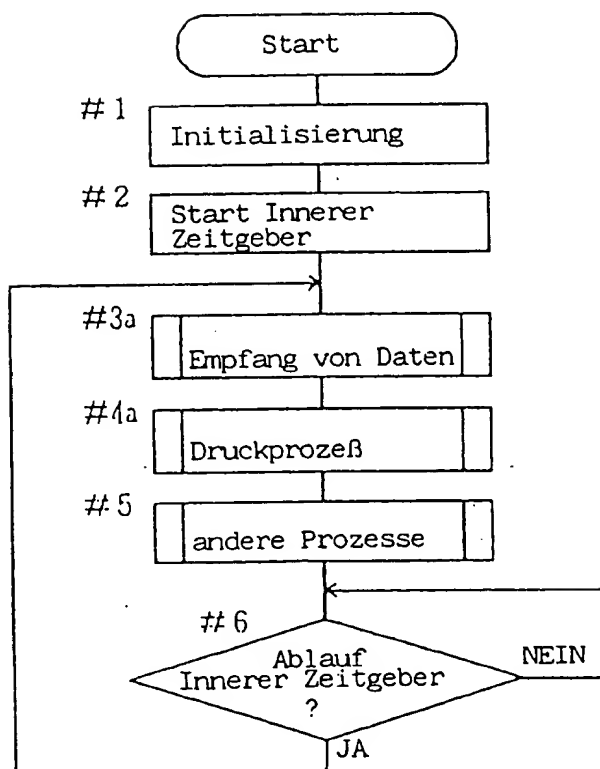 Start
#1
Initialisierung
#2
Start Innerer
Zeitgeber
#3a
Empfang von Daten
#4a
Druckprozeß
#5
andere Prozesse
#6
Ablauf
Innerer Zeitgeber
?
NEIN
JA